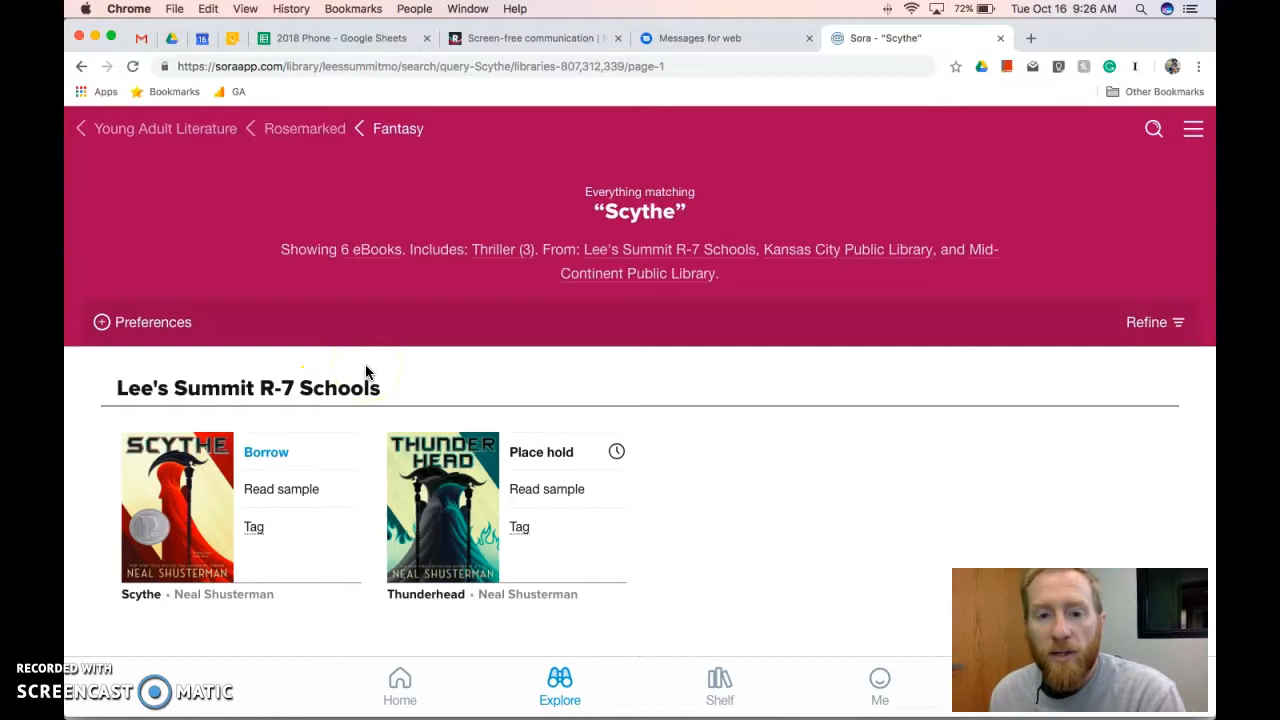 Chrome File Edit View History Bookmarks People Window Help 72% Tue Oct 16 9:26 AM
16 2018 Phone - Google Sheets × Screen-free communication | × Messages for web × Sora - “Scythe” ×
https://soraapp.com/library/leessummitmo/search/query-Scythe/libraries-807,312,339/page-1
Apps Bookmarks GA Other Bookmarks
Young Adult Literature Rosemarked Fantasy
Everything matching
“Scythe”
Showing 6 eBooks. Includes: Thriller (3). From: Lee's Summit R-7 Schools, Kansas City Public Library, and Mid-
Continent Public Library.
Preferences Refine
Lee's Summit R-7 Schools
SCYTHE
NEAL SHUSTERMAN
Borrow
Read sample
Tag
Scythe • Neal Shusterman
THUNDER
HEAD
NEAL SHUSTERMAN
Place hold
Read sample
Tag
Thunderhead • Neal Shusterman
Home Explore Shelf Me
RECORDED WITH
SCREENCAST MATIC